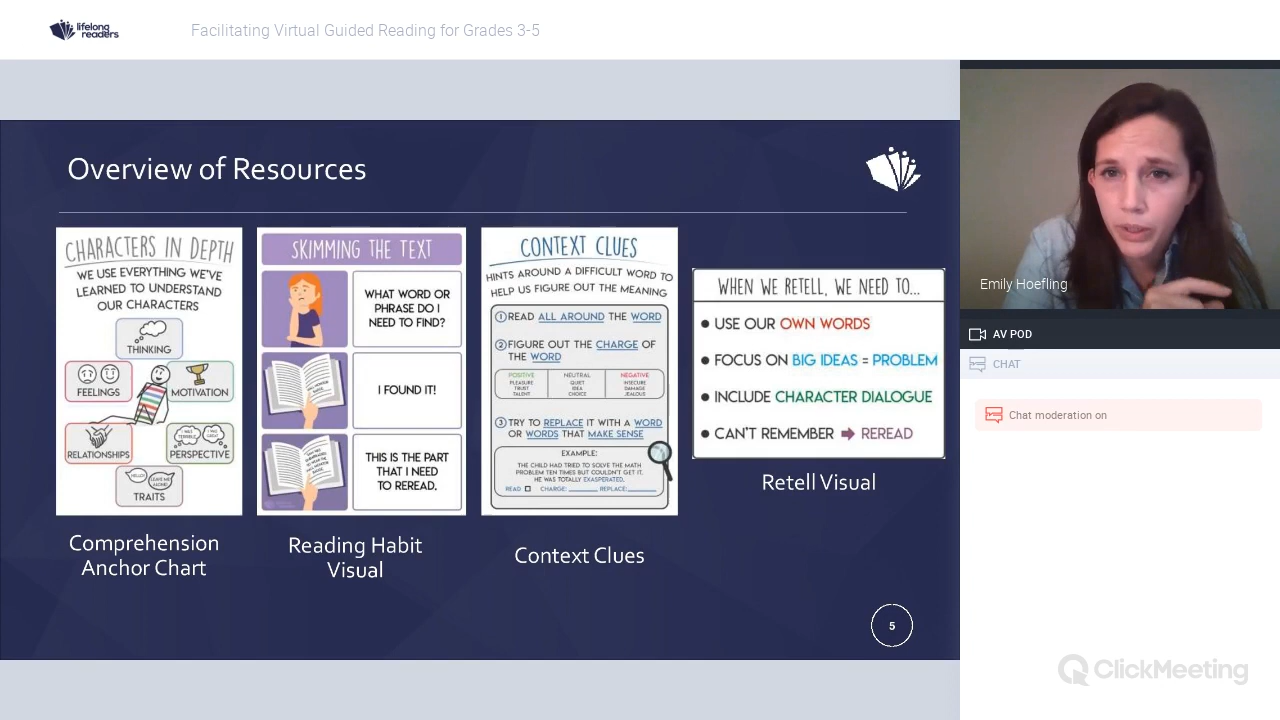 lifelong
readers
Facilitating Virtual Guided Reading for Grades 3-5
Overview of Resources
CHARACTERS IN DEPTH
WE USE EVERYTHING WE'VE
LEARNED TO UNDERSTAND
OUR CHARACTERS
THINKING
FEELINGS
MOTIVATION
RELATIONSHIPS
PERSPECTIVE
TRAITS
Comprehension
Anchor Chart
SKIMMING THE TEXT
WHAT WORD OR
PHRASE DO I
NEED TO FIND?
I FOUND IT!
THIS IS THE PART
THAT I NEED
TO REREAD.
Reading Habit
Visual
CONTEXT CLUES
HINTS AROUND A DIFFICULT WORD TO
HELP US FIGURE OUT THE MEANING
1 READ ALL AROUND THE WORD
2 FIGURE OUT THE CHARGE OF
THE WORD
POSITIVE NEUTRAL NEGATIVE
PLEASURE QUIET INSECURE
TRUST IDEA DAMAGE
TALENT CHOICE JEALOUS
3 TRY TO REPLACE IT WITH A WORD
OR WORDS THAT MAKE SENSE
EXAMPLE:
THE CHILD HAD TRIED TO SOLVE THE MATH
PROBLEM TEN TIMES BUT COULDN'T GET IT.
HE WAS TOTALLY EXASPERATED.
READ CHARGE: REPLACE:
Context Clues
WHEN WE RETELL, WE NEED TO...
• USE OUR OWN WORDS
• FOCUS ON BIG IDEAS = PROBLEM
• INCLUDE CHARACTER DIALOGUE
• CAN'T REMEMBER ➡ REREAD
Retell Visual
5
Emily Hoefling
AV POD
CHAT
Chat moderation on
ClickMeeting